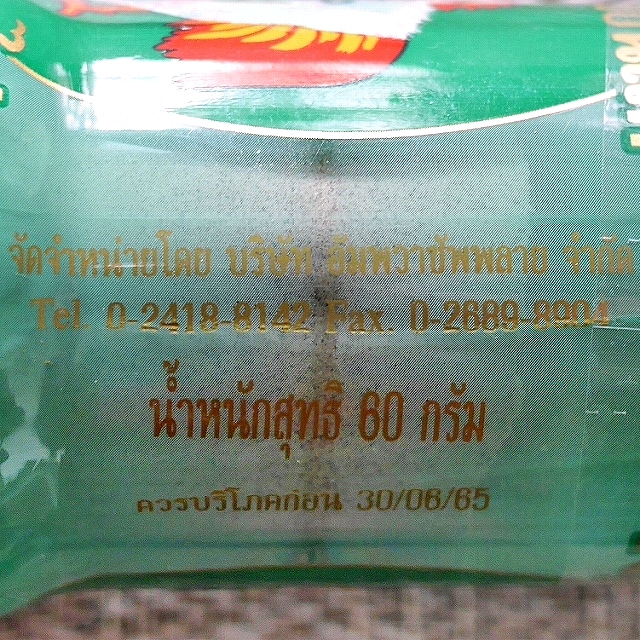 จัดจำหน่ายโดย บริษัท อัมพวาซัพพลาย จำกัด
Tel. 0-2418-8142 Fax. 0-2689-8904
น้ำหนักสุทธิ 60 กรัม
ควรบริโภคก่อน 30/06/65